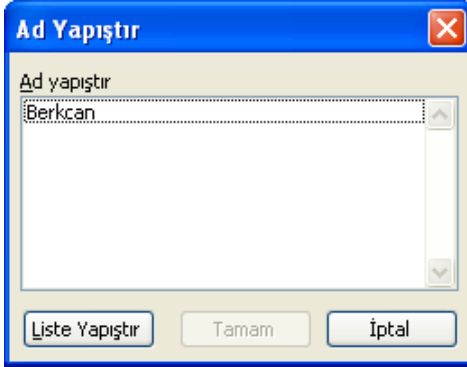 Ad Yapıştır
Ad yapıştır
Berkcan
Liste Yapıştır
Tamam
İptal